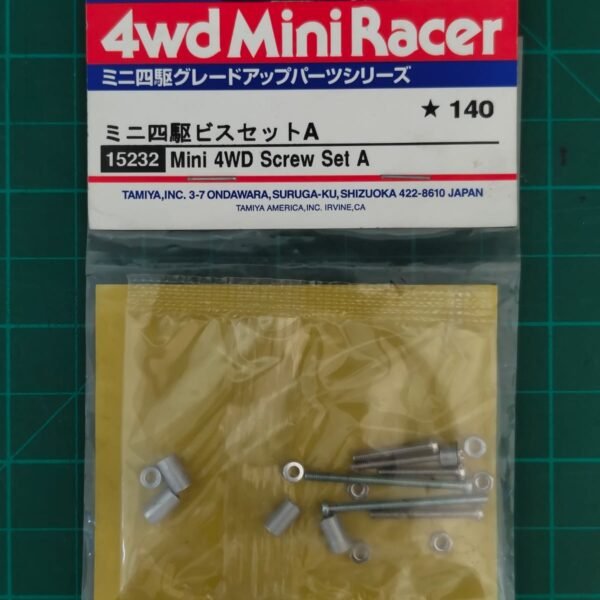 4wd Mini Racer
ミニ四駆グレードアップパーツシリーズ
★ 140
ミニ四駆ビスセットA
15232 Mini 4WD Screw Set A
TAMIYA,INC. 3-7 ONDAWARA, SURUGA-KU, SHIZUOKA 422-8610 JAPAN
TAMIYA AMERICA,INC. IRVINE,CA